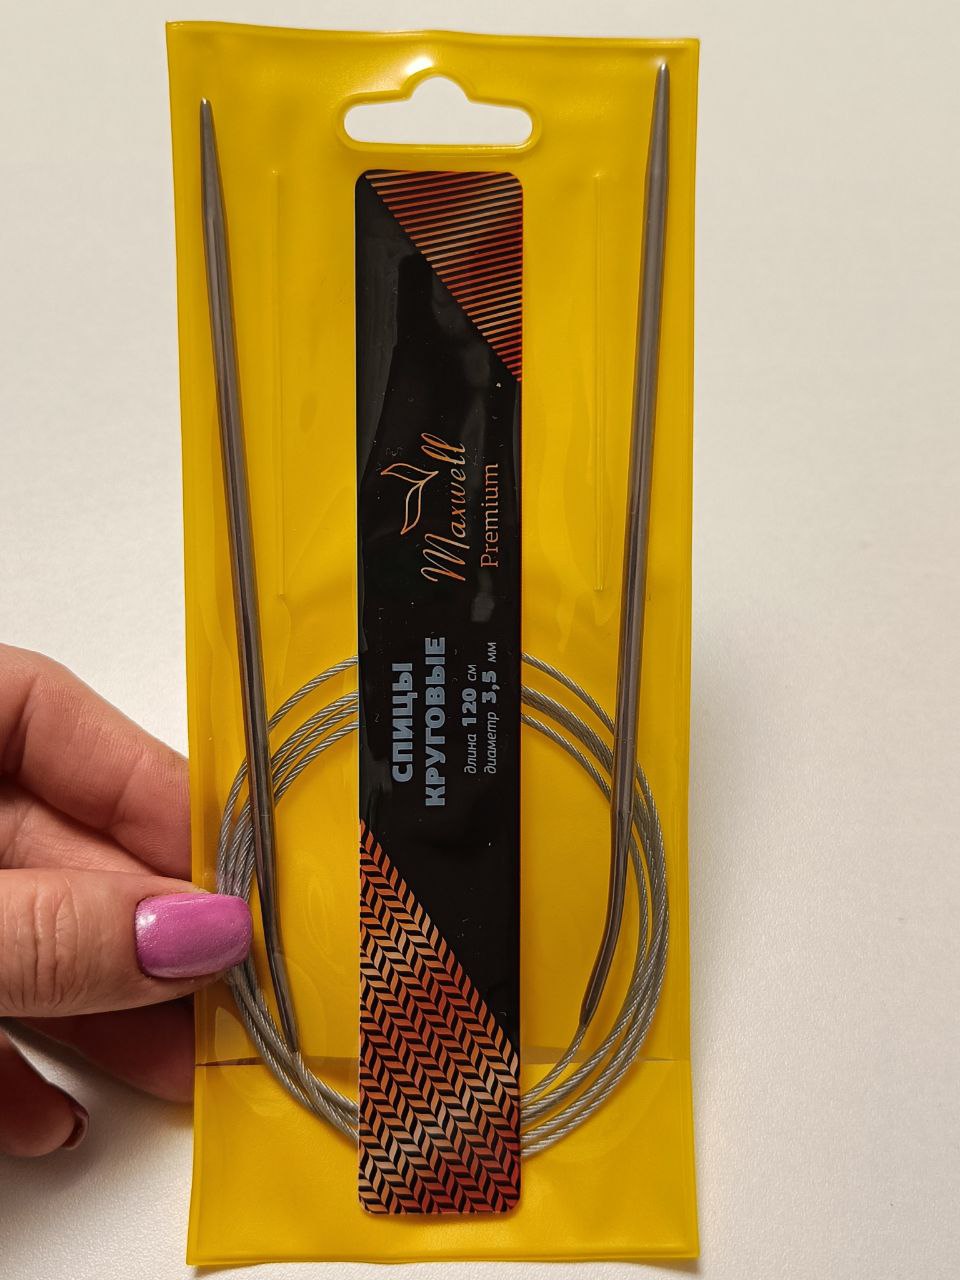 Maxwell
Premium
СПИЦЫ
КРУГОВЫЕ
длина 120 см
диаметр 3,5 мм